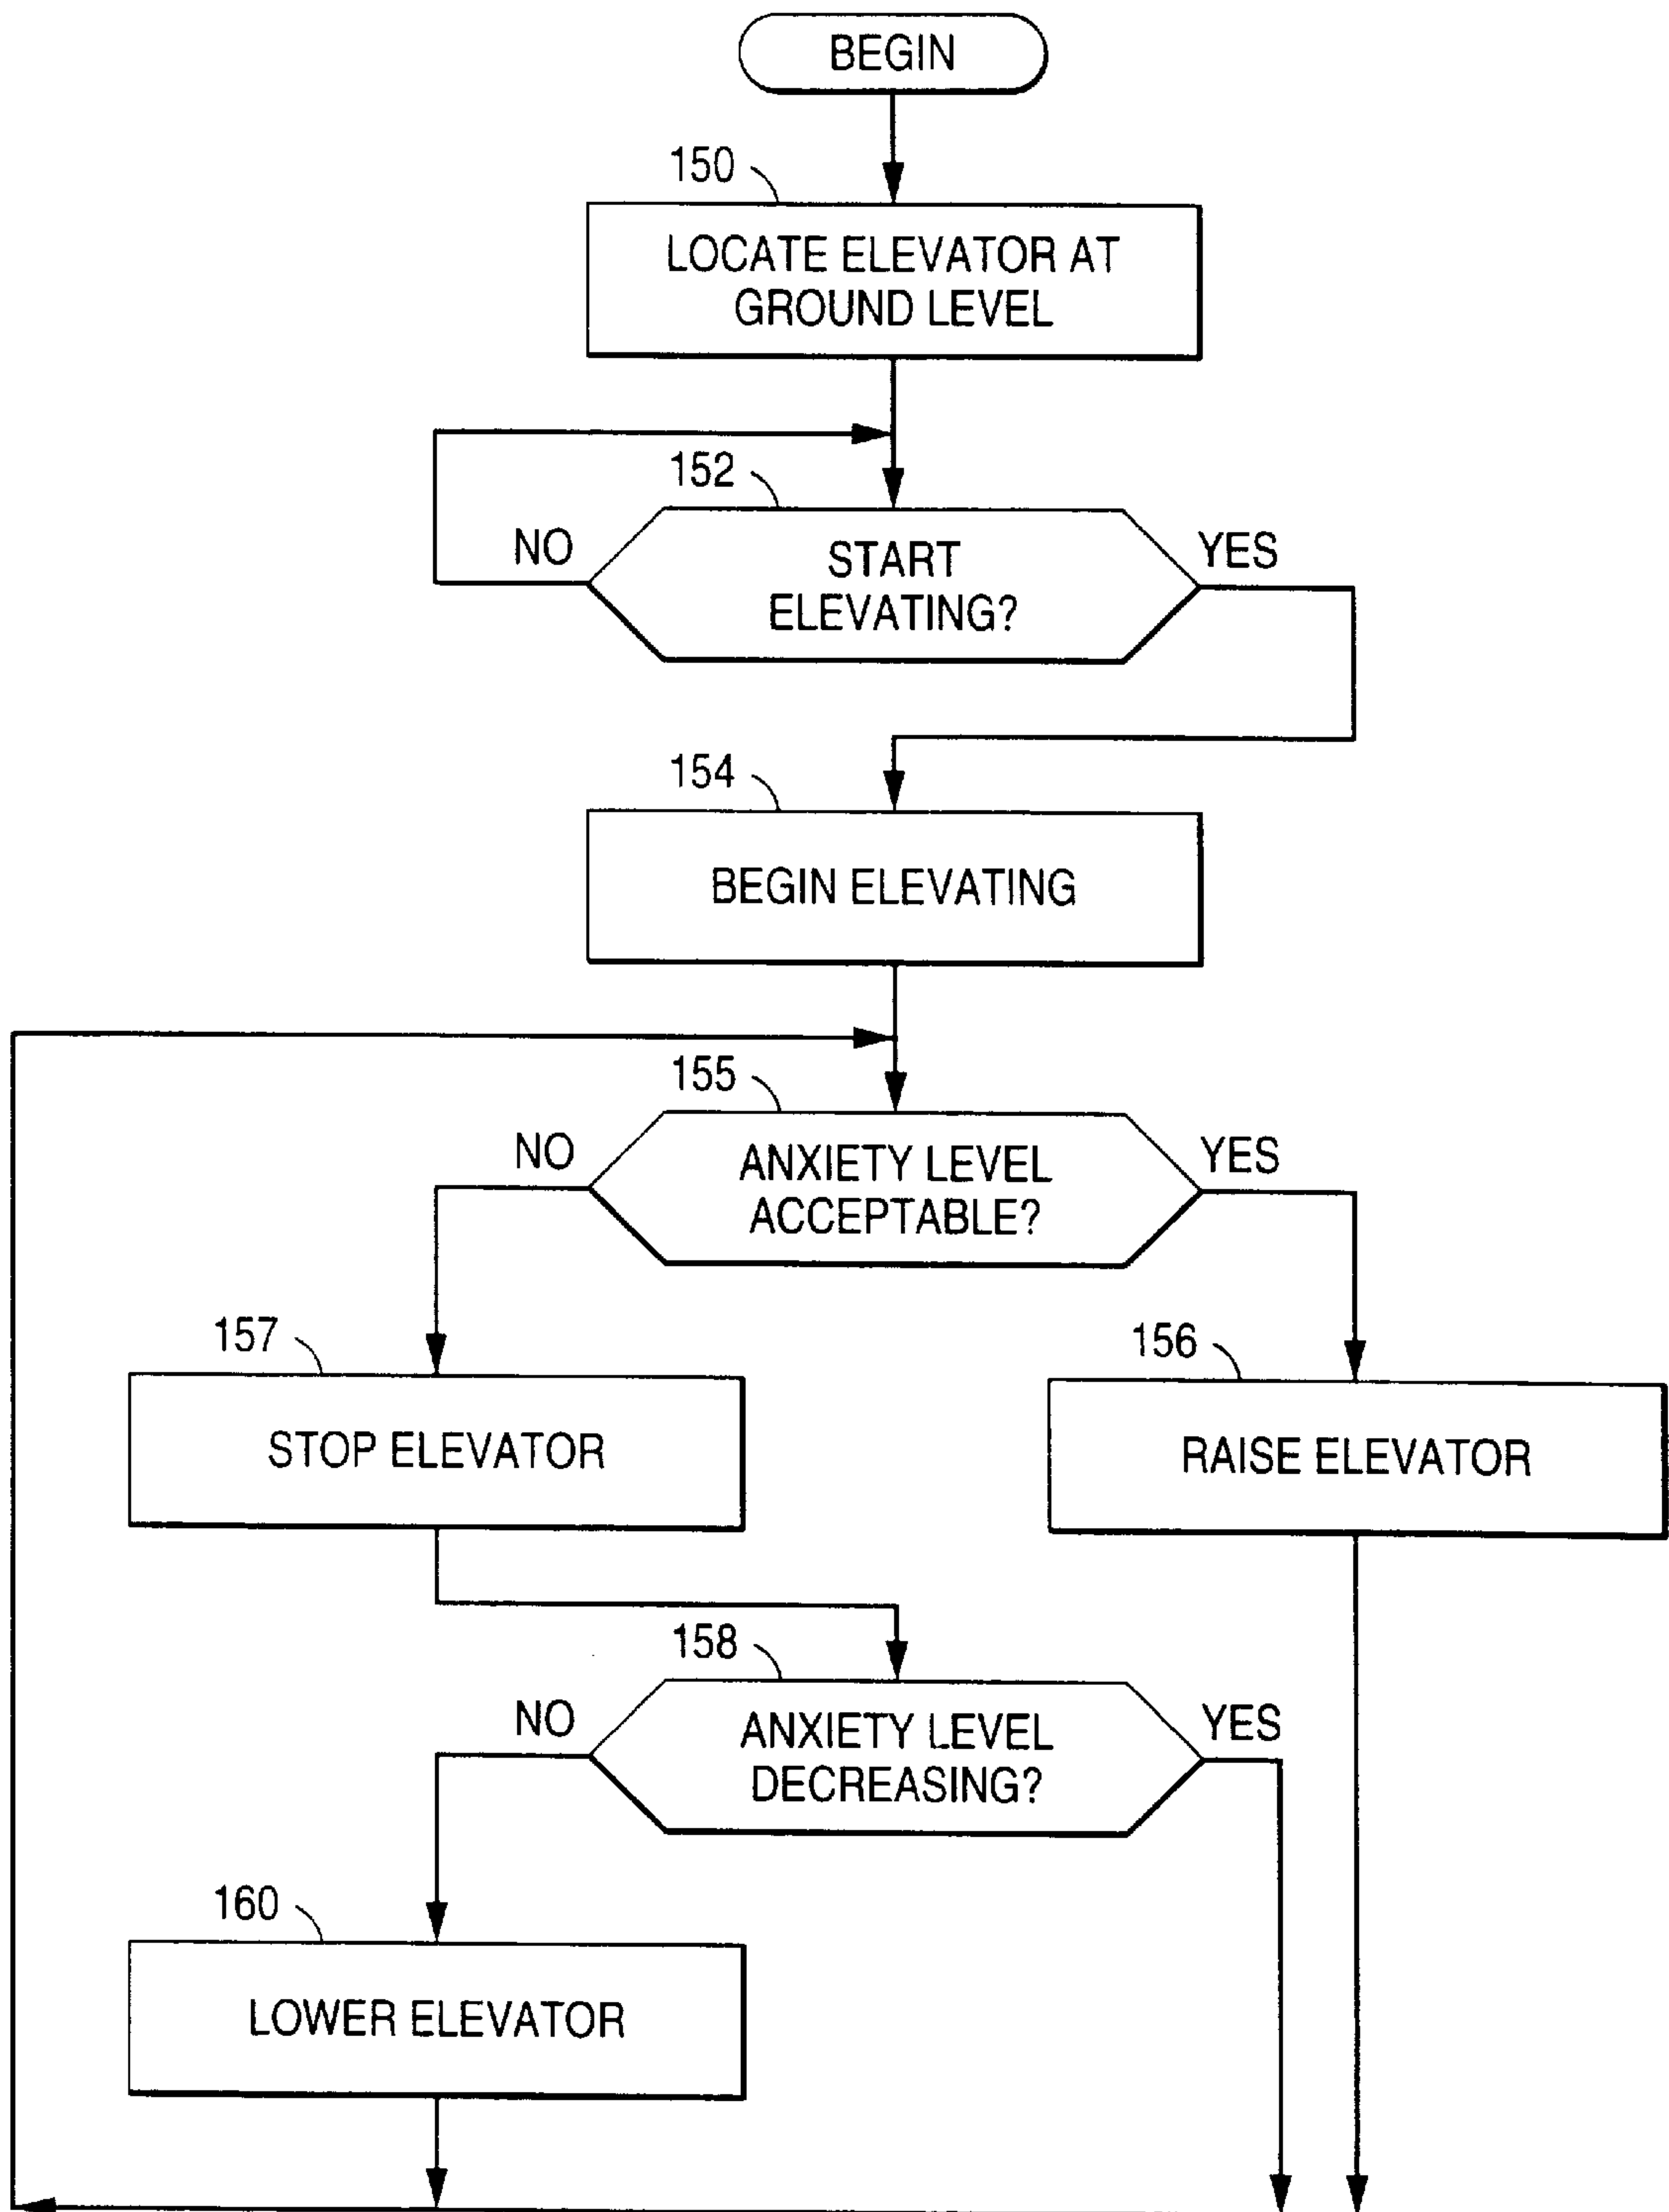 BEGIN
150
LOCATE ELEVATOR AT
GROUND LEVEL
152
NO
YES
START
ELEVATING?
154
BEGIN ELEVATING
155
NO
YES
ANXIETY LEVEL
ACCEPTABLE?
157
156
STOP ELEVATOR
RAISE ELEVATOR
158
NO
YES
ANXIETY LEVEL
DECREASING?
160
LOWER ELEVATOR